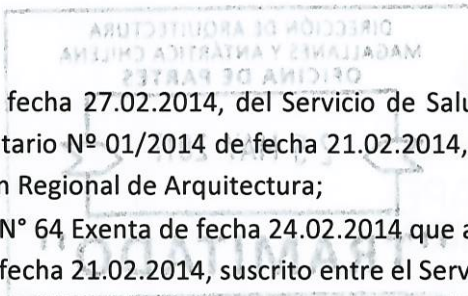 DIRECCIÓN DE ARQUITECTURA
MAGALLANES Y ANTÁRTICA CHILENA
OFICINA DE PARTES
fecha 27.02.2014, del Servicio de Salu
tario Nº 01/2014 de fecha 21.02.2014,
n Regional de Arquitectura;
N° 64 Exenta de fecha 24.02.2014 que a
fecha 21.02.2014, suscrito entre el Serv
"TRAMITADO"